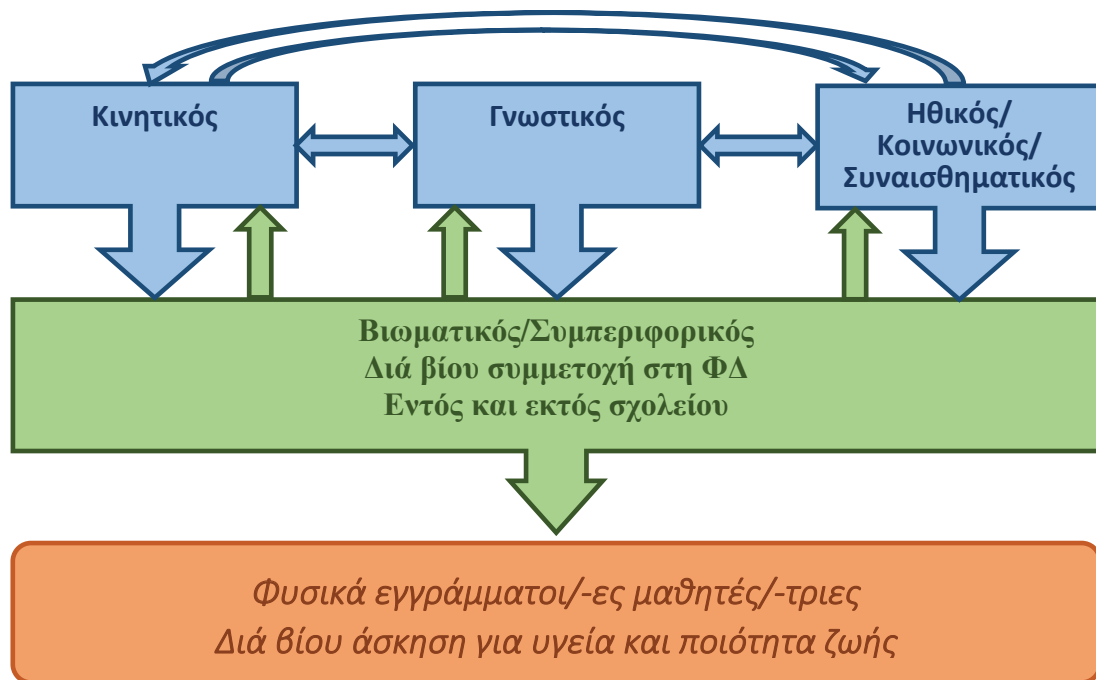 Κινητικός
Γνωστικός
Ηθικός/
Κοινωνικός/
Συναισθηματικός
Βιωματικός/Συμπεριφορικός
Διά βίου συμμετοχή στη ΦΔ
Εντός και εκτός σχολείου
Φυσικά εγγράμματοι/-ες μαθητές/-τριες
Διά βίου άσκηση για υγεία και ποιότητα ζωής